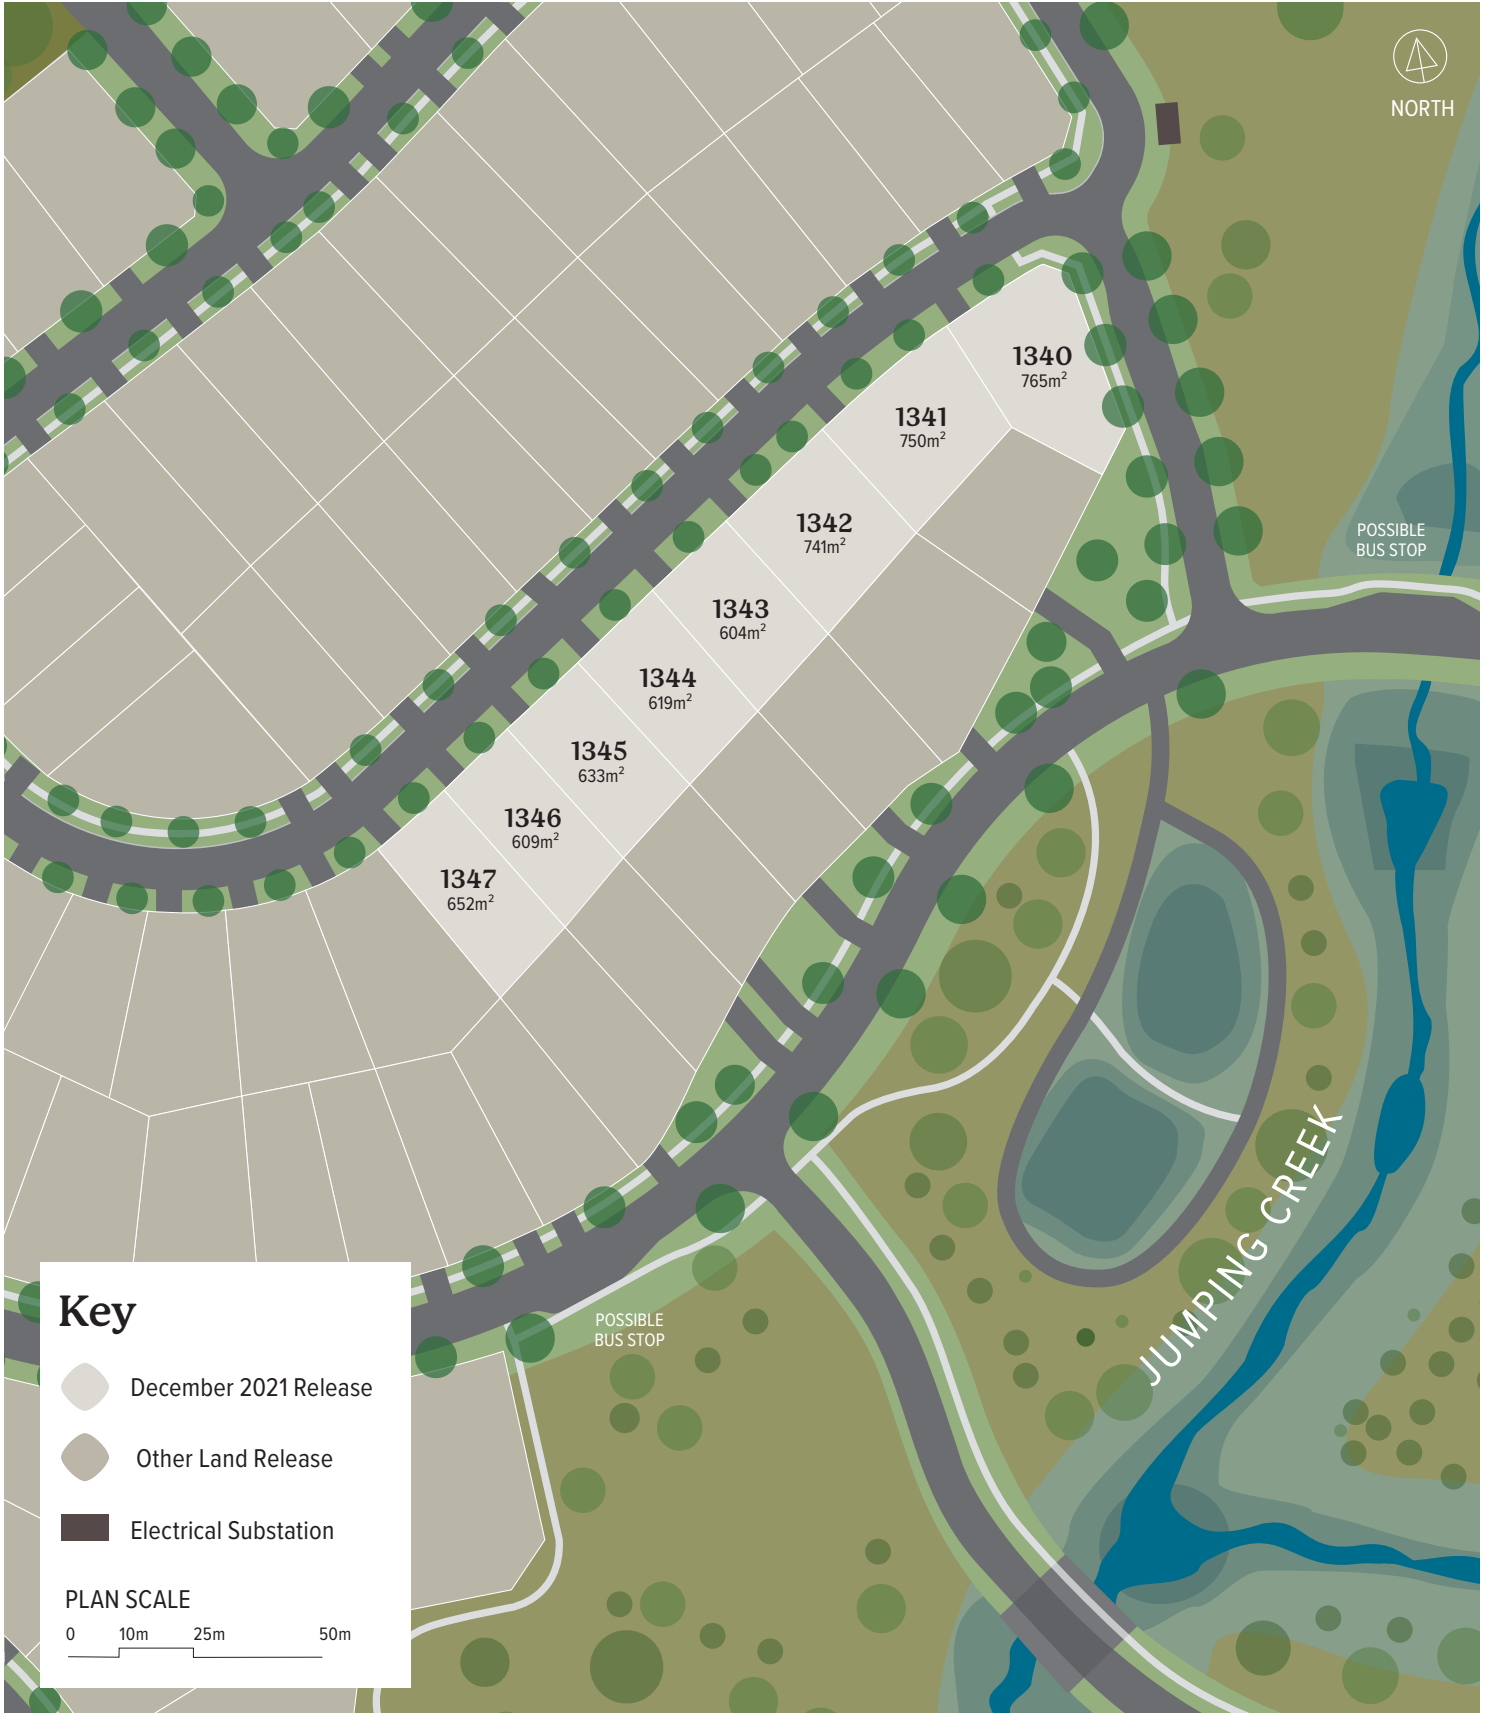 NORTH
1340
765m²
1341
750m²
1342
741m²
POSSIBLE
BUS STOP
1343
604m²
1344
619m²
1345
633m²
1346
609m²
1347
652m²
JUMPING CREEK
POSSIBLE
BUS STOP
Key
December 2021 Release
Other Land Release
Electrical Substation
PLAN SCALE
0 10m 25m 50m